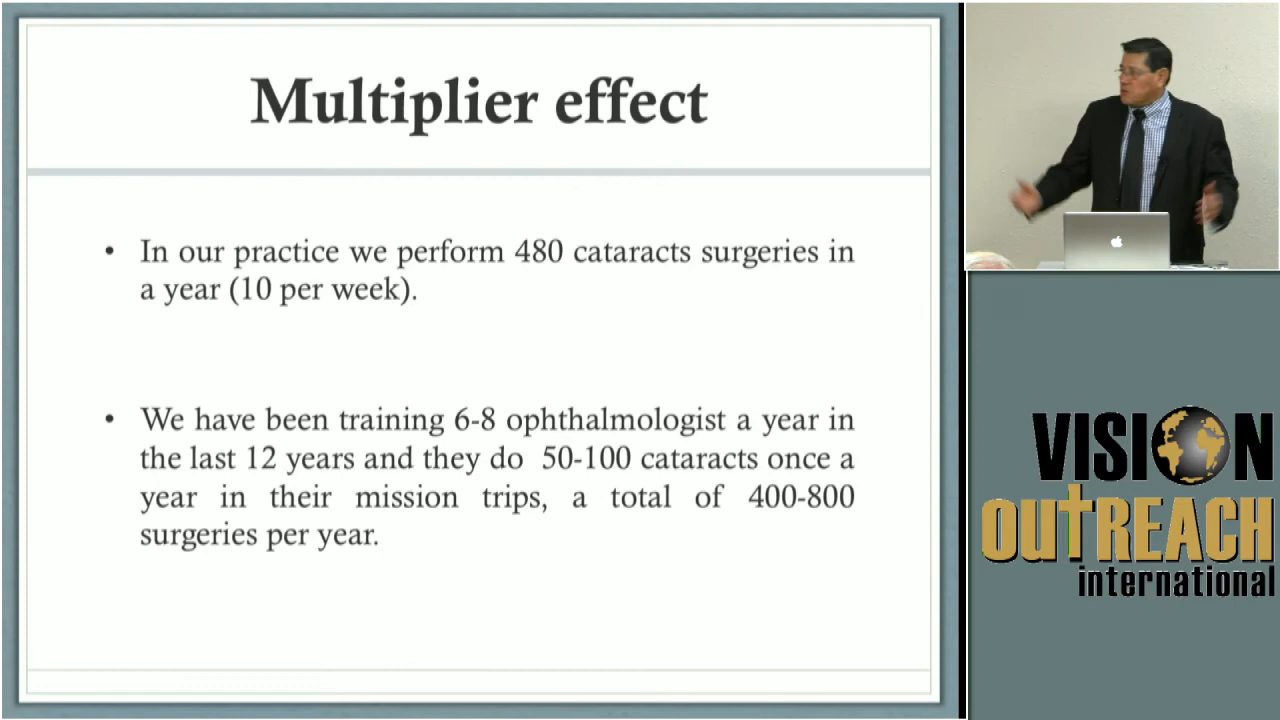 Multiplier effect
• In our practice we perform 480 cataracts surgeries in
a year (10 per week).
• We have been training 6-8 ophthalmologist a year in
the last 12 years and they do 50-100 cataracts once a
year in their mission trips, a total of 400-800
surgeries per year.
VISION
OUTREACH
international